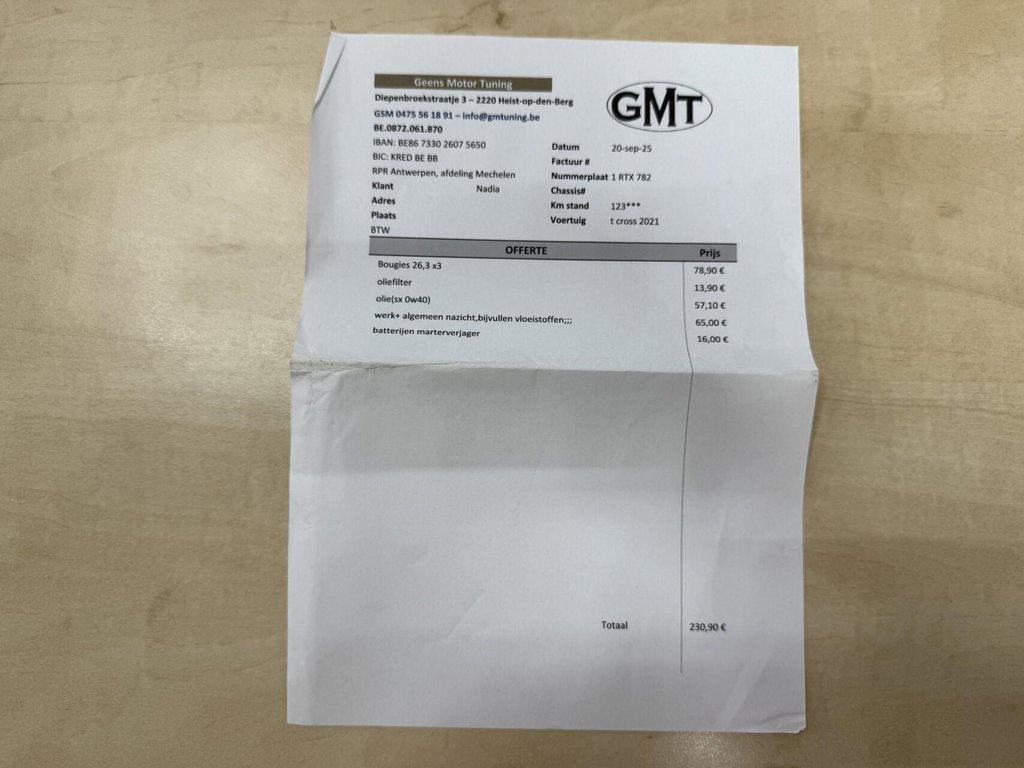 Geens Motor Tuning
GMT
Diepenbroekstraatje 3 – 2220 Heist-op-den-Berg
GSM 0475 56 18 91 – info@gmtuning.be
BE.0872.061.870
IBAN: BE86 7330 2607 5650
BIC: KRED BE BB
RPR Antwerpen, afdeling Mechelen
Klant Nadia
Adres
Plaats
BTW
Datum 20-sep-25
Factuur #
Nummerplaat 1 RTX 782
Chassis#
Km stand 123***
Voertuig t cross 2021
OFFERTE Prijs
Bougies 26,3 x3 78,90 €
oliefilter 13,90 €
olie(sx 0w40) 57,10 €
werk+ algemeen nazicht,bijvullen vloeistoffen;;; 65,00 €
batterijen marterverjager 16,00 €
Totaal 230,90 €